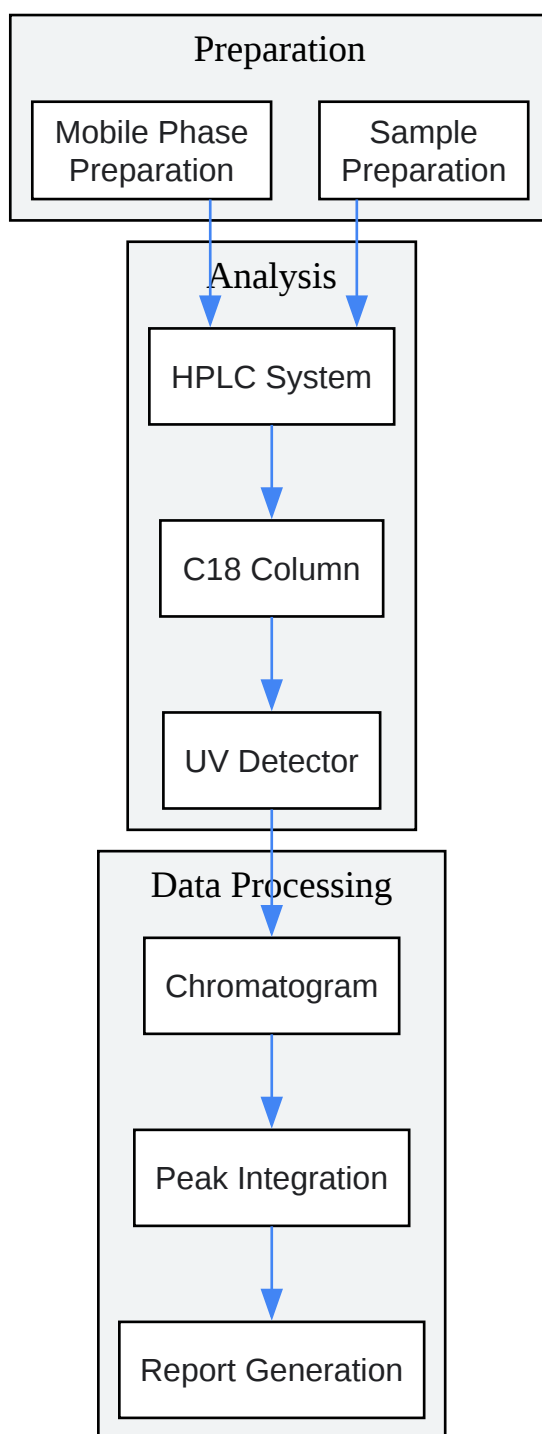 Preparation
Mobile Phase
Preparation
Sample
Preparation
Analysis
HPLC System
C18 Column
UV Detector
Data Processing
Chromatogram
Peak Integration
Report Generation